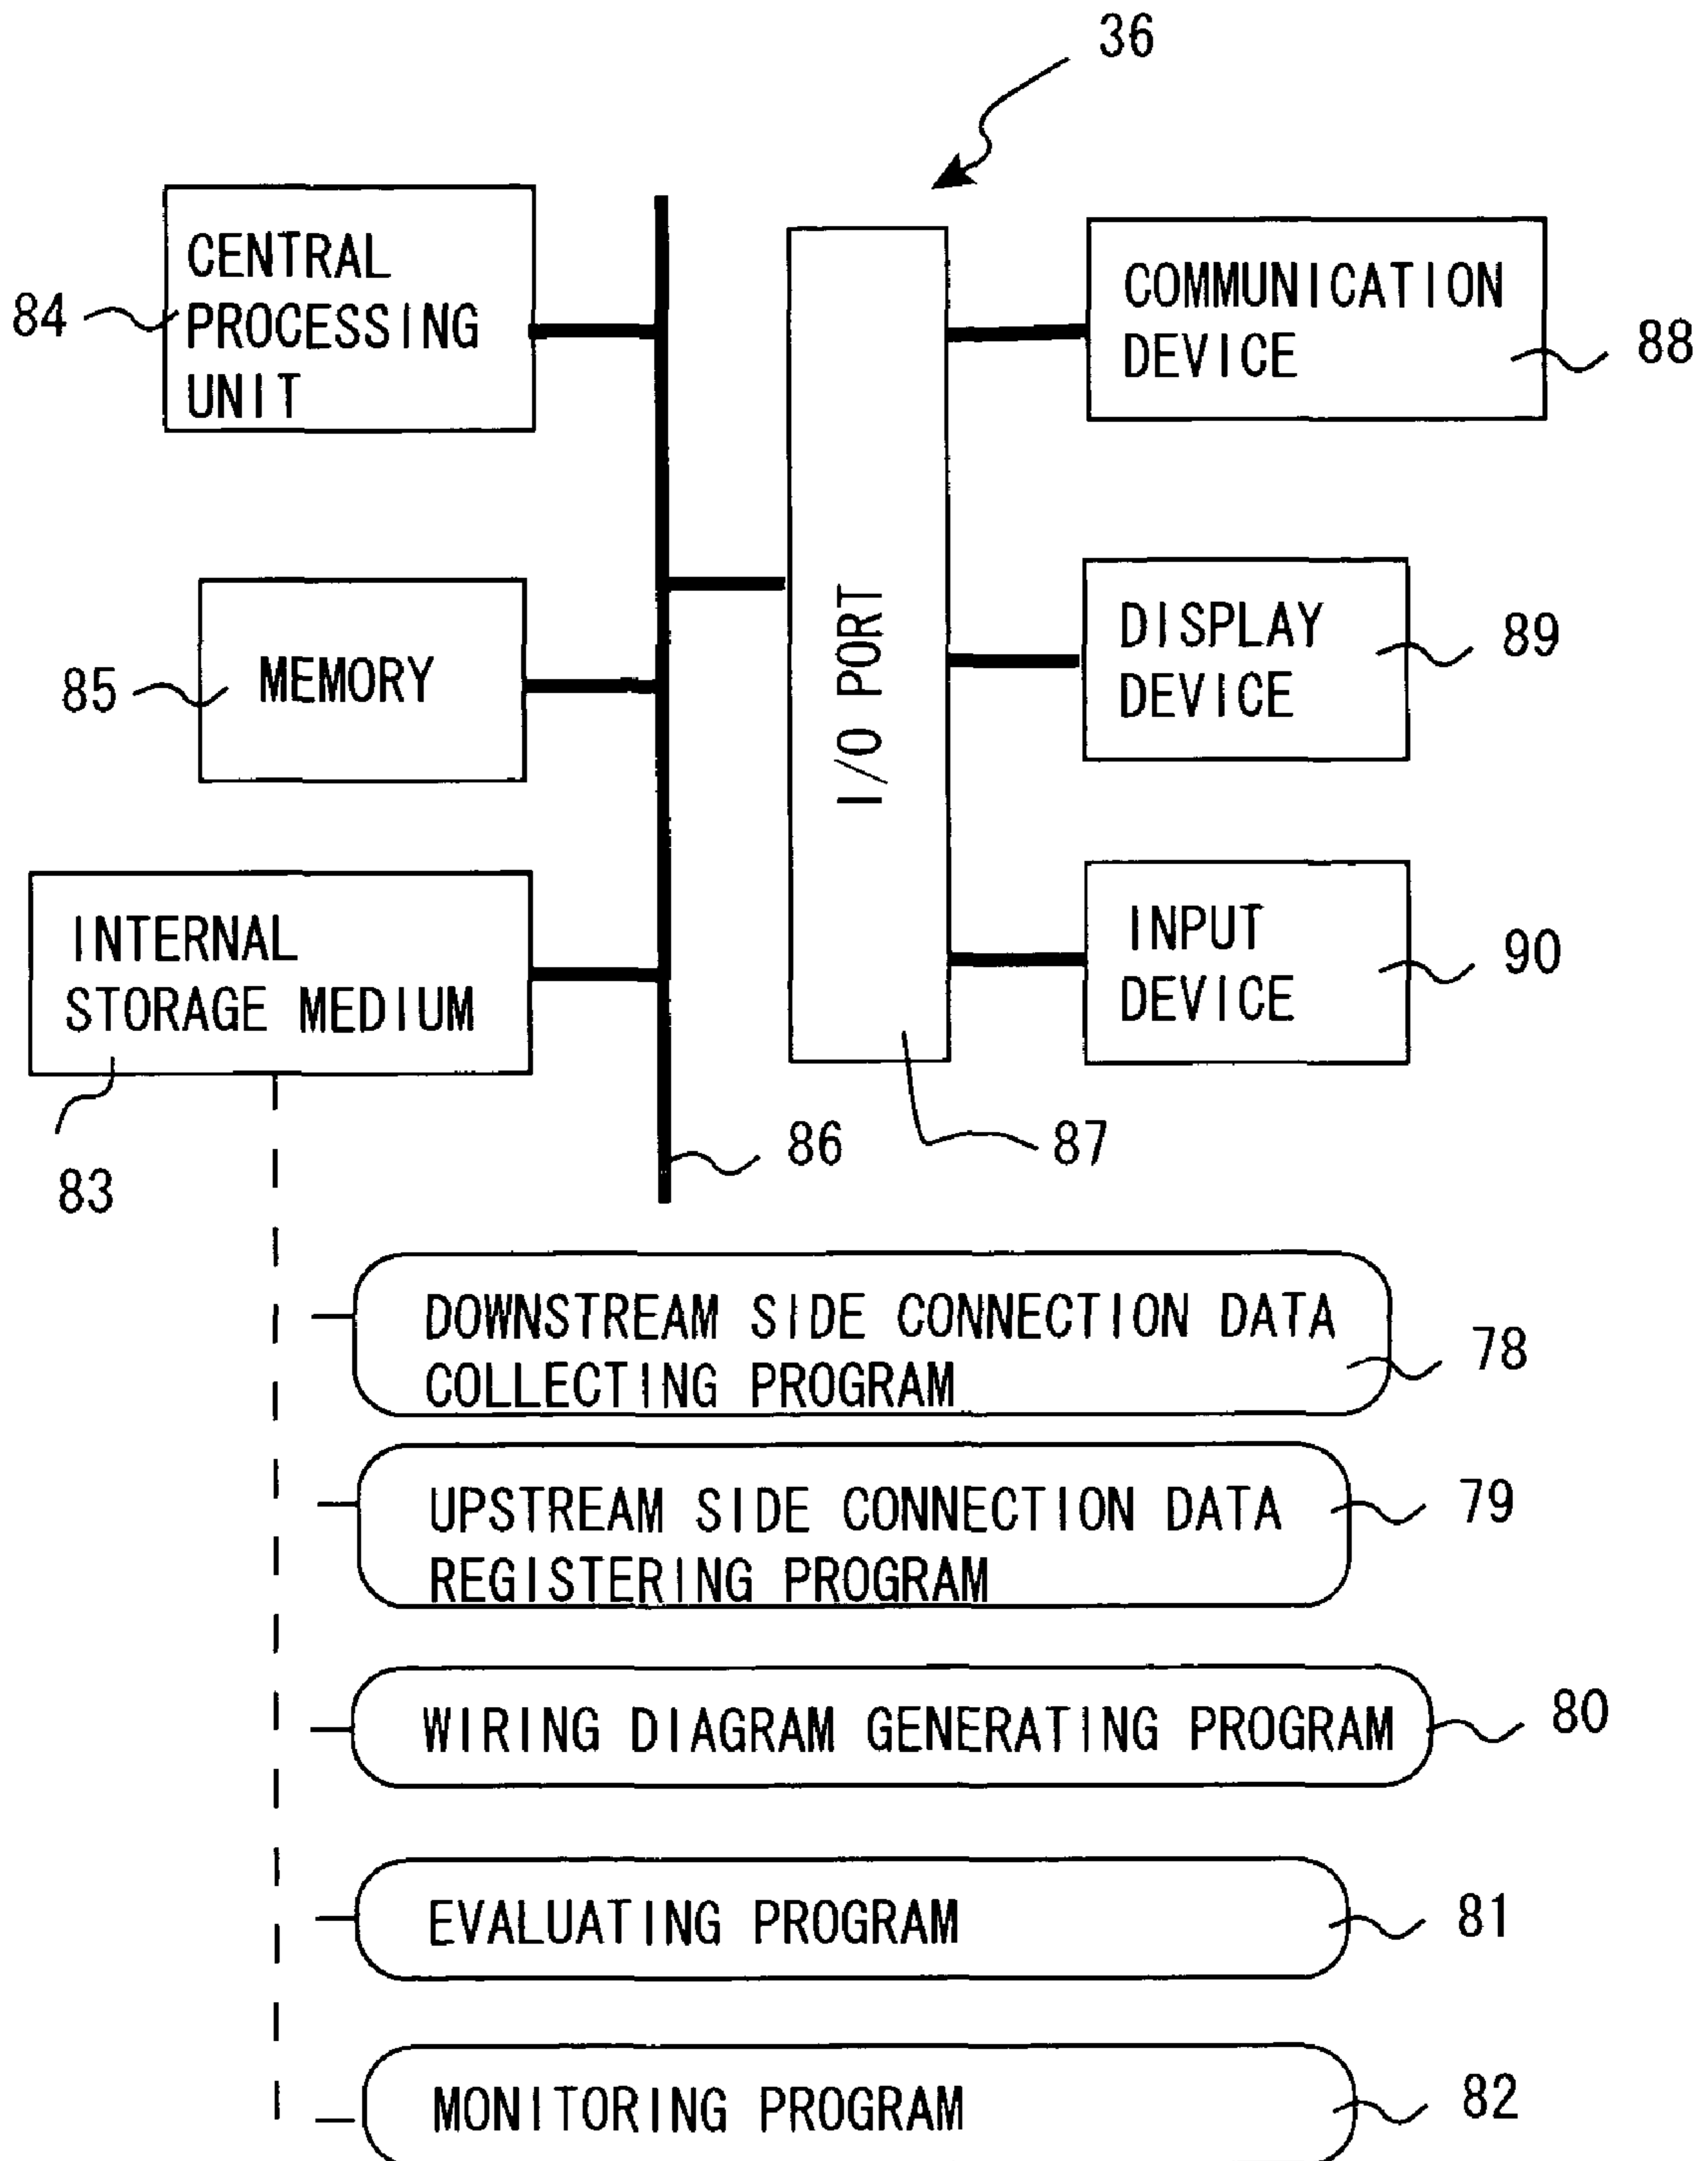 36
CENTRAL
PROCESSING
UNIT
84
COMMUNICATION
DEVICE
88
MEMORY
85
I/O PORT
DISPLAY
DEVICE
89
INTERNAL
STORAGE MEDIUM
83
INPUT
DEVICE
90
86
87
DOWNSTREAM SIDE CONNECTION DATA
COLLECTING PROGRAM
78
UPSTREAM SIDE CONNECTION DATA
REGISTERING PROGRAM
79
WIRING DIAGRAM GENERATING PROGRAM
80
EVALUATING PROGRAM
81
MONITORING PROGRAM
82